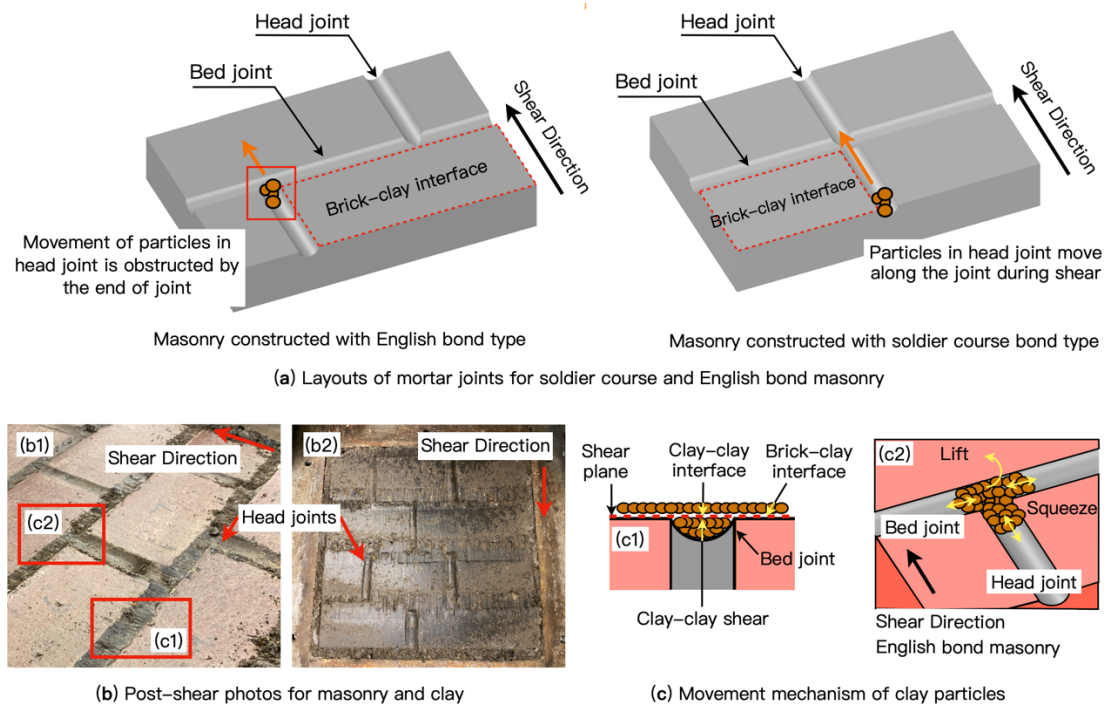 Head joint
Bed joint
Shear Direction
Brick-clay interface
Movement of particles in
head joint is obstructed by
the end of joint
Masonry constructed with English bond type
Head joint
Bed joint
Shear Direction
Brick-clay interface
Particles in head joint move
along the joint during shear
Masonry constructed with soldier course bond type
(a) Layouts of mortar joints for soldier course and English bond masonry
(b1)
Shear Direction
(c2)
Head joints
(c1)
(b2)
Shear Direction
(b) Post-shear photos for masonry and clay
Shear
plane
Clay-clay
interface
Brick-clay
interface
(c1)
Bed joint
Clay-clay shear
(c2)
Lift
Squeeze
Bed joint
Head joint
Shear Direction
English bond masonry
(c) Movement mechanism of clay particles